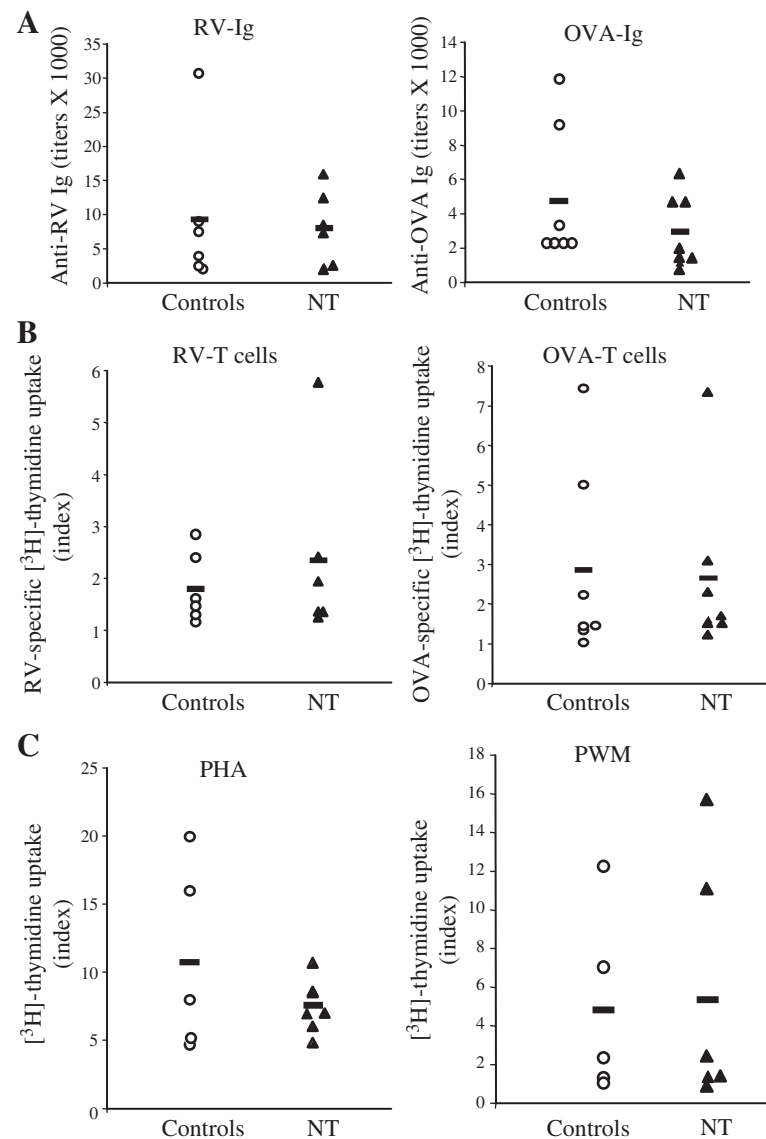 A
RV-Ig
OVA-Ig
Anti-RV Ig (titers X 1000)
35
30
25
20
15
10
5
0
Controls
NT
Anti-OVA Ig (titers X 1000)
14
12
10
8
6
4
2
0
Controls
NT
B
RV-T cells
OVA-T cells
RV-specific [³H]-thymidine uptake
(index)
6
5
4
3
2
1
0
Controls
NT
OVA-specific [³H]-thymidine uptake
(index)
8
7
6
5
4
3
2
1
0
Controls
NT
C
PHA
PWM
[³H]-thymidine uptake
(index)
25
20
15
10
5
0
Controls
NT
[³H]-thymidine uptake
(index)
18
16
14
12
10
8
6
4
2
0
Controls
NT